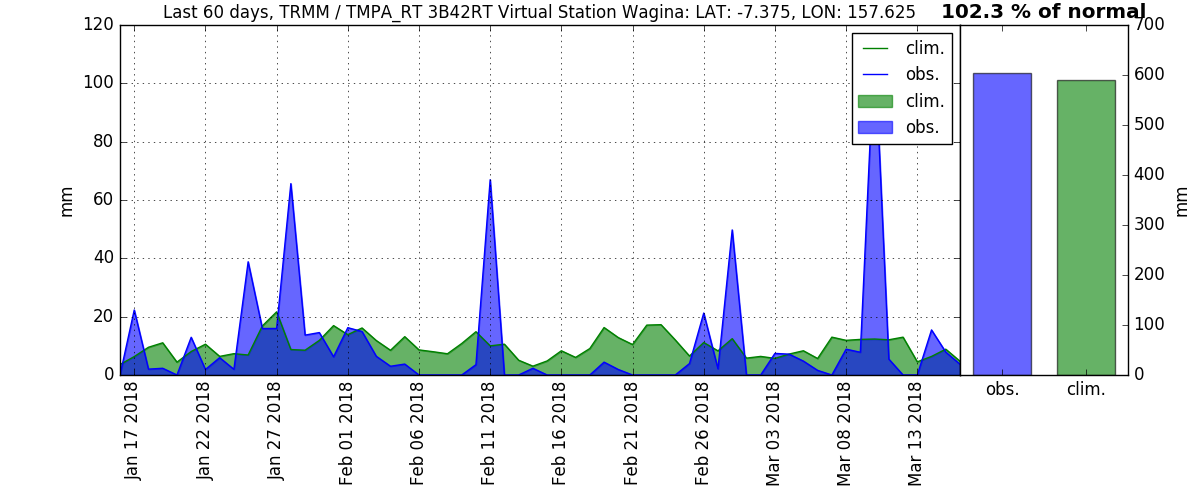 Last 60 days, TRMM / TMPA_RT 3B42RT Virtual Station Wagina: LAT: -7.375, LON: 157.625
102.3 % of normal
120
100
80
60
40
20
0
mm
clim.
obs.
clim.
obs.
700
600
500
400
300
200
100
0
mm
Jan 17 2018
Jan 22 2018
Jan 27 2018
Feb 01 2018
Feb 06 2018
Feb 11 2018
Feb 16 2018
Feb 21 2018
Feb 26 2018
Mar 03 2018
Mar 08 2018
Mar 13 2018
obs.
clim.